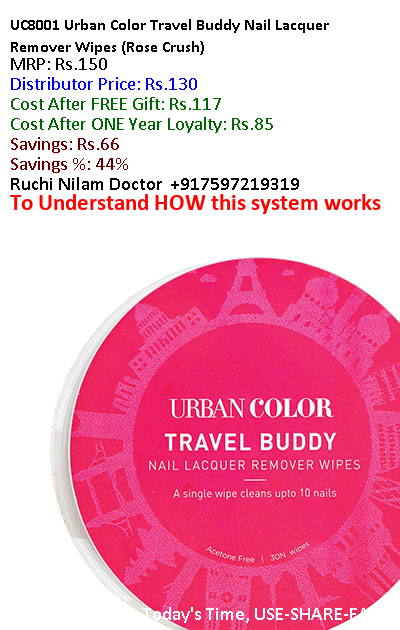 UC8001 Urban Color Travel Buddy Nail Lacquer
Remover Wipes (Rose Crush)
MRP: Rs.150
Distributor Price: Rs.130
Cost After FREE Gift: Rs.117
Cost After ONE Year Loyalty: Rs.85
Savings: Rs.66
Savings %: 44%
Ruchi Nilam Doctor +917597219319
To Understand HOW this system works
URBAN COLOR
TRAVEL BUDDY
NAIL LACQUER REMOVER WIPES
A single wipe cleans upto 10 nails
Acetone Free | 30N wipes
Today's Time, USE-SHARE-EA